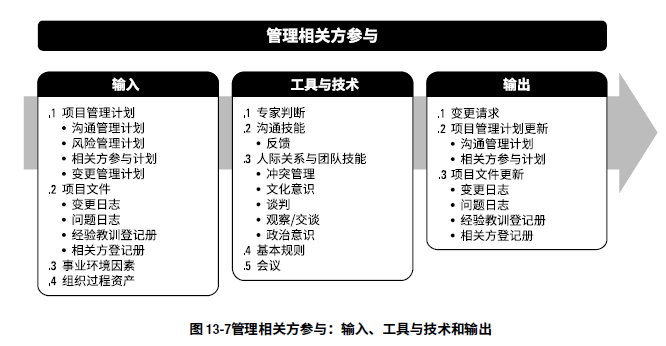 管理相关方参与
输入
.1 项目管理计划
• 沟通管理计划
• 风险管理计划
• 相关方参与计划
• 变更管理计划
.2 项目文件
• 变更日志
• 问题日志
• 经验教训登记册
• 相关方登记册
.3 事业环境因素
.4 组织过程资产
工具与技术
.1 专家判断
.2 沟通技能
• 反馈
.3 人际关系与团队技能
• 冲突管理
• 文化意识
• 谈判
• 观察/交谈
• 政治意识
.4 基本规则
.5 会议
输出
.1 变更请求
.2 项目管理计划更新
• 沟通管理计划
• 相关方参与计划
.3 项目文件更新
• 变更日志
• 问题日志
• 经验教训登记册
• 相关方登记册
图 13-7管理相关方参与：输入、工具与技术和输出